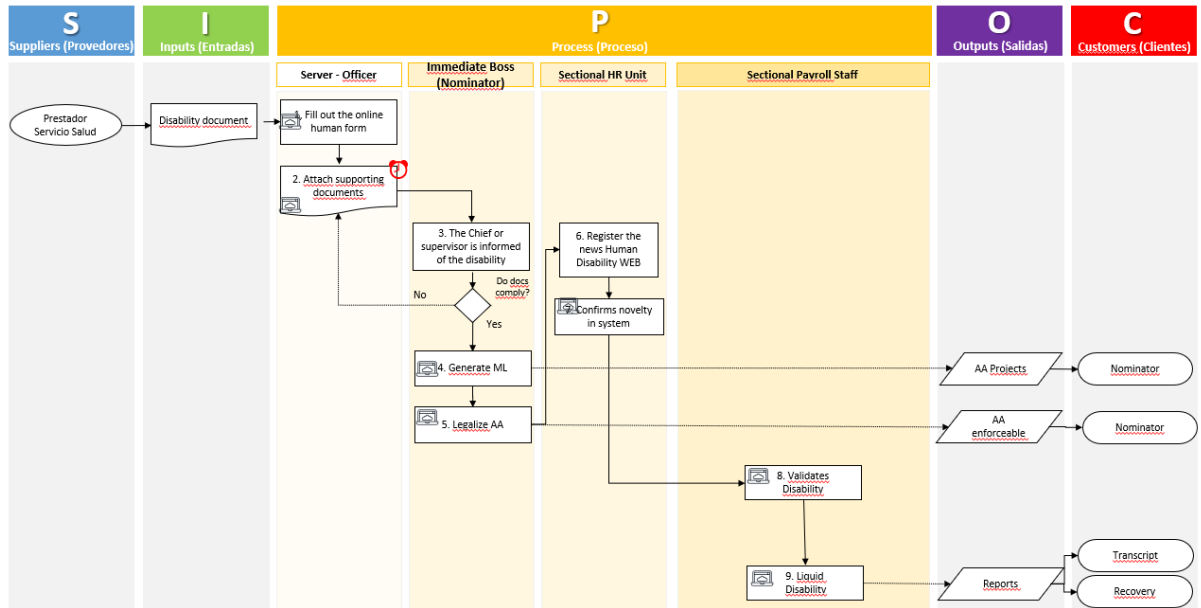 S
Suppliers (Provedores)
I
Inputs (Entradas)
P
Process (Proceso)
O
Outputs (Salidas)
C
Customers (Clientes)
Server - Officer
Immediate Boss
(Nominator)
Sectional HR Unit
Sectional Payroll Staff
Prestador
Servicio Salud
Disability document
1. Fill out the online
human form
2. Attach supporting
documents
3. The Chief or
supervisor is informed
of the disability
Do docs
comply?
No
Yes
4. Generate ML
5. Legalize AA
6. Register the
news Human
Disability WEB
Confirms novelty
in system
8. Validates
Disability
9. Liquid
Disability
AA Projects
AA
enforceable
Reports
Nominator
Nominator
Transcript
Recovery